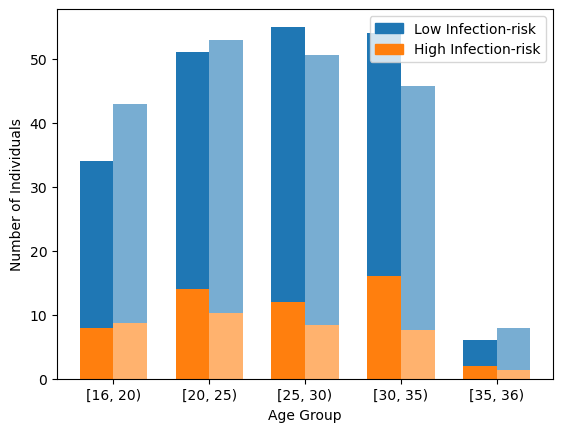 Low Infection-risk
High Infection-risk
50
40
30
20
10
0
Number of Individuals
[16, 20)
[20, 25)
[25, 30)
[30, 35)
[35, 36)
Age Group